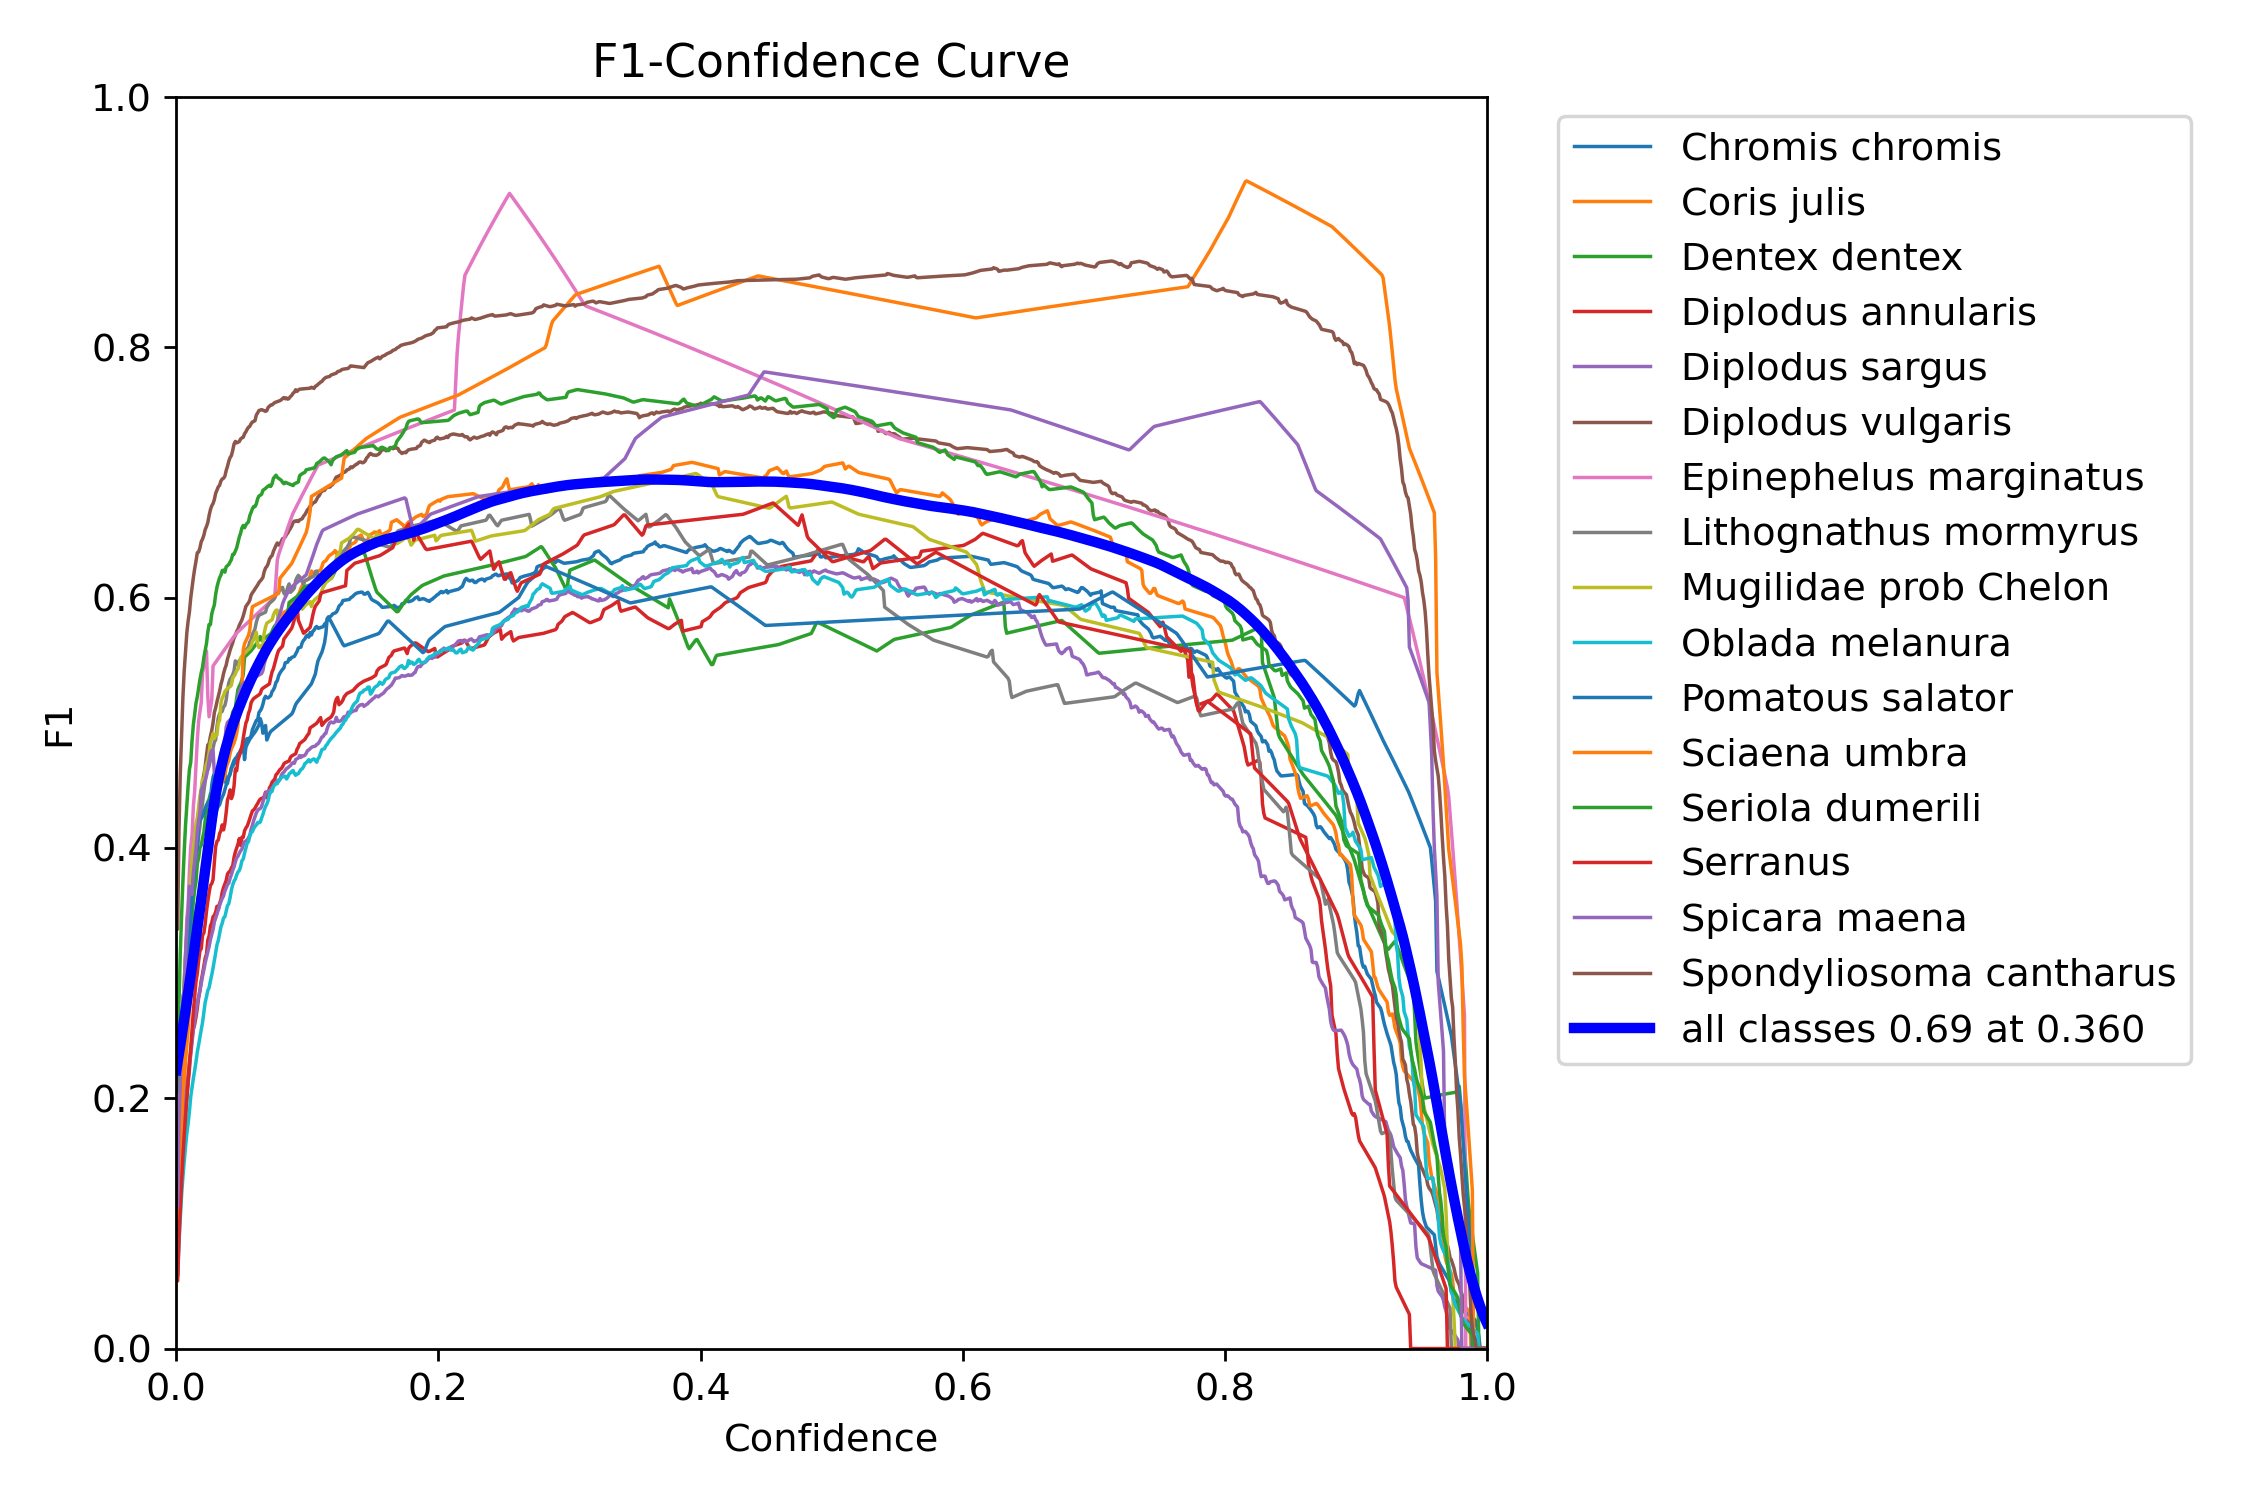 F1-Confidence Curve
1.0
0.8
0.6
0.4
0.2
0.0
F1
0.0 0.2 0.4 0.6 0.8 1.0
Confidence
Chromis chromis
Coris julis
Dentex dentex
Diplodus annularis
Diplodus sargus
Diplodus vulgaris
Epinephelus marginatus
Lithognathus mormyrus
Mugilidae prob Chelon
Oblada melanura
Pomatous salator
Sciaena umbra
Seriola dumerili
Serranus
Spicara maena
Spondyliosoma cantharus
all classes 0.69 at 0.360